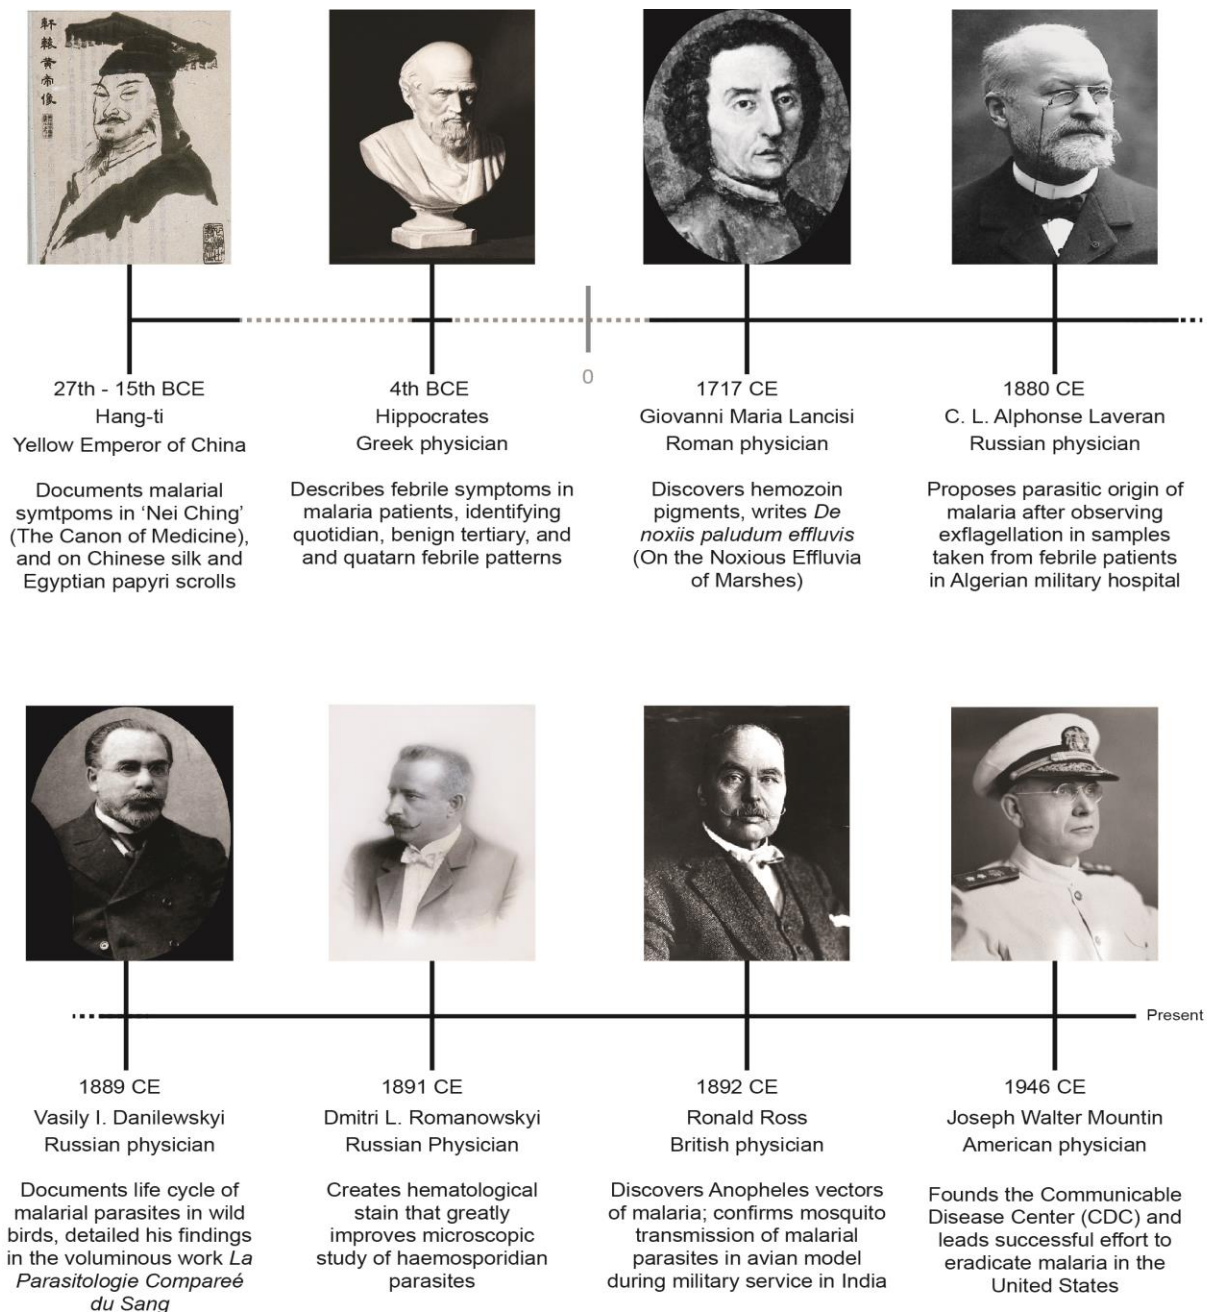 軒轅黃帝像
0
27th - 15th BCE
Hang-ti
Yellow Emperor of China
Documents malarial
symtpoms in ‘Nei Ching’
(The Canon of Medicine),
and on Chinese silk and
Egyptian papyri scrolls
4th BCE
Hippocrates
Greek physician
Describes febrile symptoms in
malaria patients, identifying
quotidian, benign tertiary, and
and quatarn febrile patterns
1717 CE
Giovanni Maria Lancisi
Roman physician
Discovers hemozoin
pigments, writes De
noxiis paludum effluvis
(On the Noxious Effluvia
of Marshes)
1880 CE
C. L. Alphonse Laveran
Russian physician
Proposes parasitic origin of
malaria after observing
exflagellation in samples
taken from febrile patients
in Algerian military hospital
Present
1889 CE
Vasily I. Danilewskyi
Russian physician
Documents life cycle of
malarial parasites in wild
birds, detailed his findings
in the voluminous work La
Parasitologie Compareé
du Sang
1891 CE
Dmitri L. Romanowskyi
Russian Physician
Creates hematological
stain that greatly
improves microscopic
study of haemosporidian
parasites
1892 CE
Ronald Ross
British physician
Discovers Anopheles vectors
of malaria; confirms mosquito
transmission of malarial
parasites in avian model
during military service in India
1946 CE
Joseph Walter Mountin
American physician
Founds the Communicable
Disease Center (CDC) and
leads successful effort to
eradicate malaria in the
United States